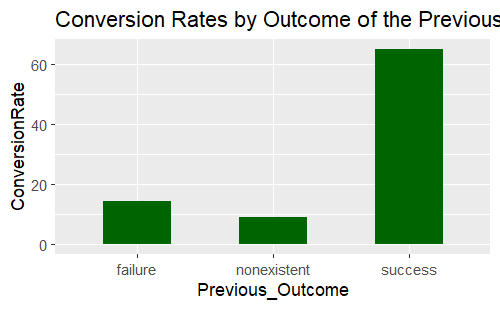 Conversion Rates by Outcome of the Previous
ConversionRate
60
40
20
0
failure nonexistent success
Previous_Outcome